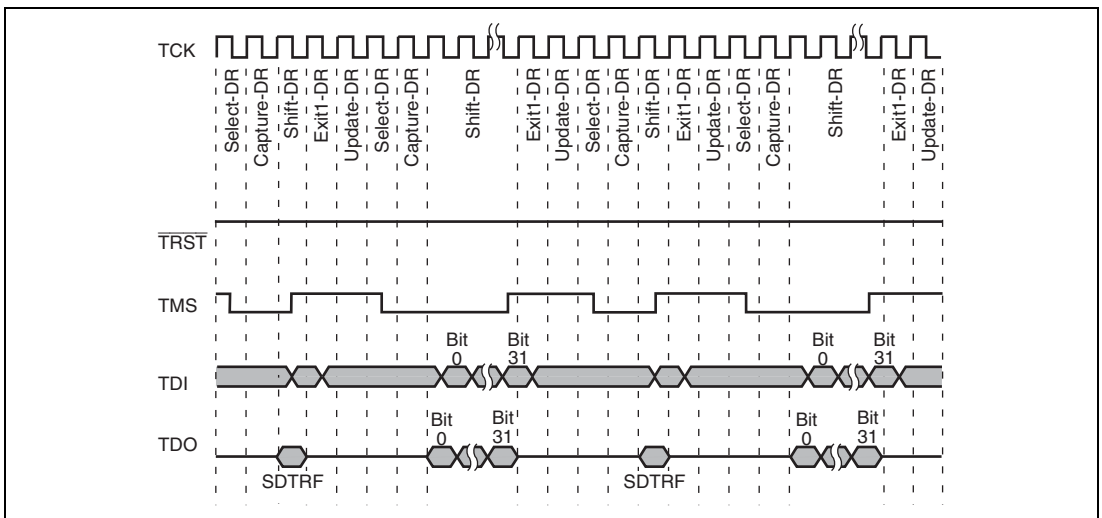 TCK
Select-DR
Capture-DR
Shift-DR
Exit1-DR
Update-DR
Select-DR
Capture-DR
Shift-DR
Exit1-DR
Update-DR
Select-DR
Capture-DR
Shift-DR
Exit1-DR
Update-DR
Select-DR
Capture-DR
Shift-DR
Exit1-DR
Update-DR
TRST
TMS
TDI
Bit
0
Bit
31
Bit
0
Bit
31
TDO
Bit
0
Bit
31
Bit
0
Bit
31
SDTRF
SDTRF